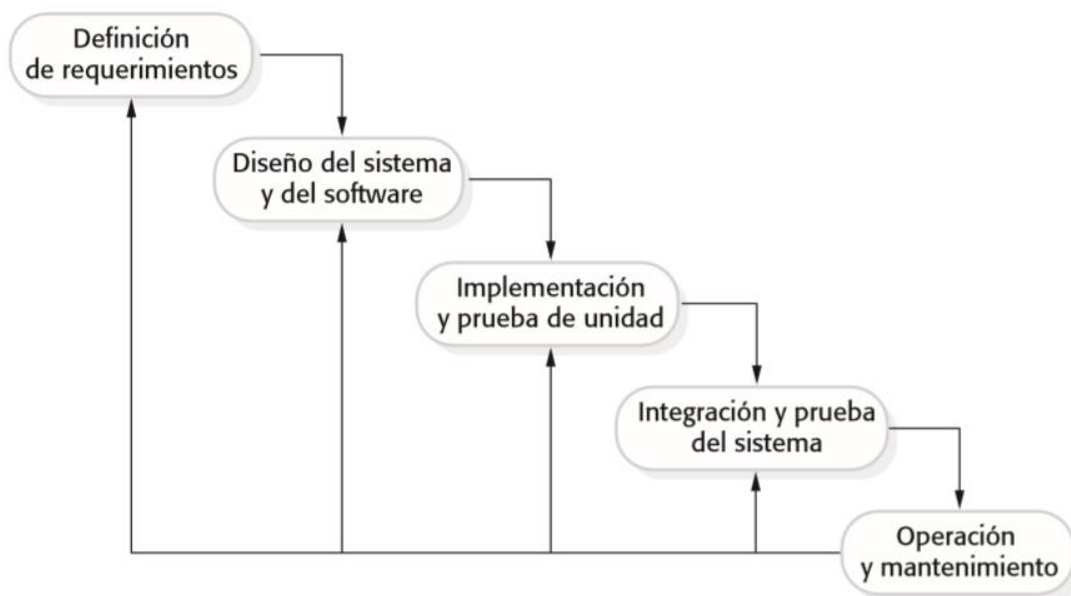 Definición
de requerimientos
Diseño del sistema
y del software
Implementación
y prueba de unidad
Integración y prueba
del sistema
Operación
y mantenimiento